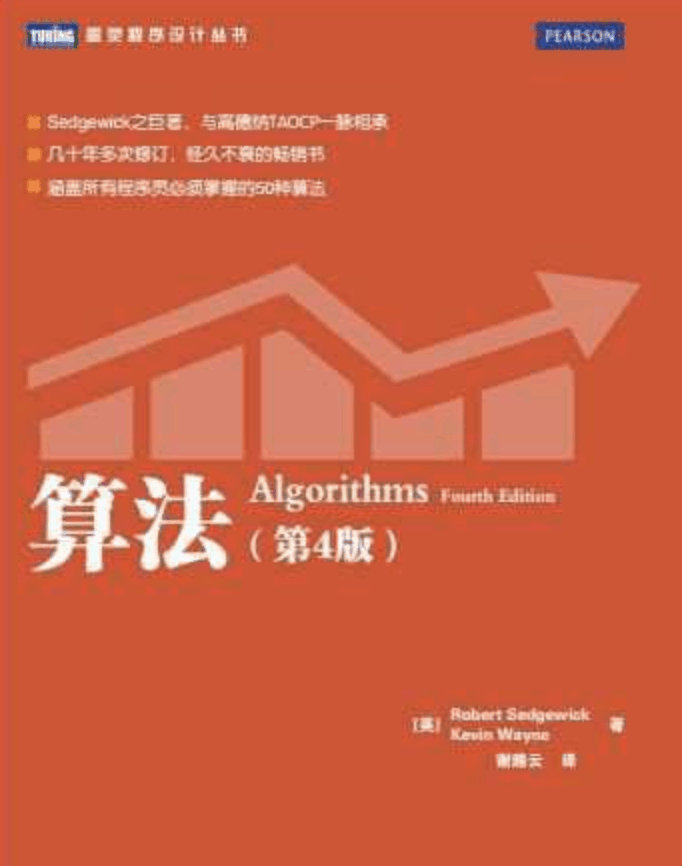 TURING 图灵程序设计丛书
PEARSON
Sedgewick之巨著，与高德纳TAOCP一脉相承
几十年多次修订，经久不衰的畅销书
涵盖所有程序员必须掌握的50种算法
算法 Algorithms Fourth Edition
（第4版）
[美] Robert Sedgewick
Kevin Wayne 著
谢路云 译